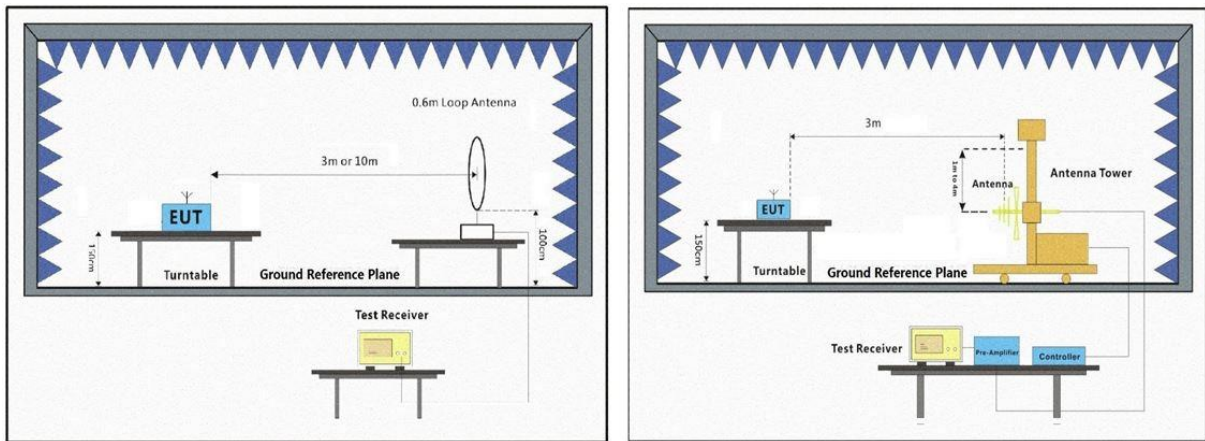 0.6m Loop Antenna
3m or 10m
EUT
150cm
100cm
Turntable
Ground Reference Plane
Test Receiver
3m
1m to 4m
Antenna
Antenna Tower
EUT
150cm
Turntable
Ground Reference Plane
Test Receiver
Pre-Amplifier
Controller